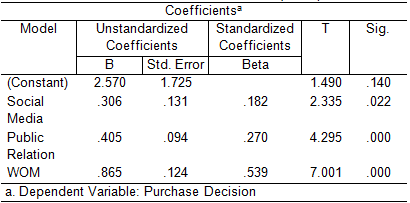 Coefficientsa
Model Unstandardized Coefficients Standardized Coefficients T Sig.
B Std. Error Beta
(Constant) 2.570 1.725 1.490 .140
Social Media .306 .131 .182 2.335 .022
Public Relation .405 .094 .270 4.295 .000
WOM .865 .124 .539 7.001 .000
a. Dependent Variable: Purchase Decision